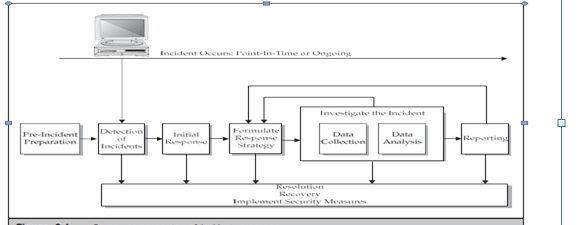 Incident Occurs: Point-In-Time or Ongoing
Pre-Incident
Preparation
Detection
of
Incidents
Initial
Response
Formulate
Response
Strategy
Investigate the Incident
Data
Collection
Data
Analysis
Reporting
Resolution
Recovery
Implement Security Measures